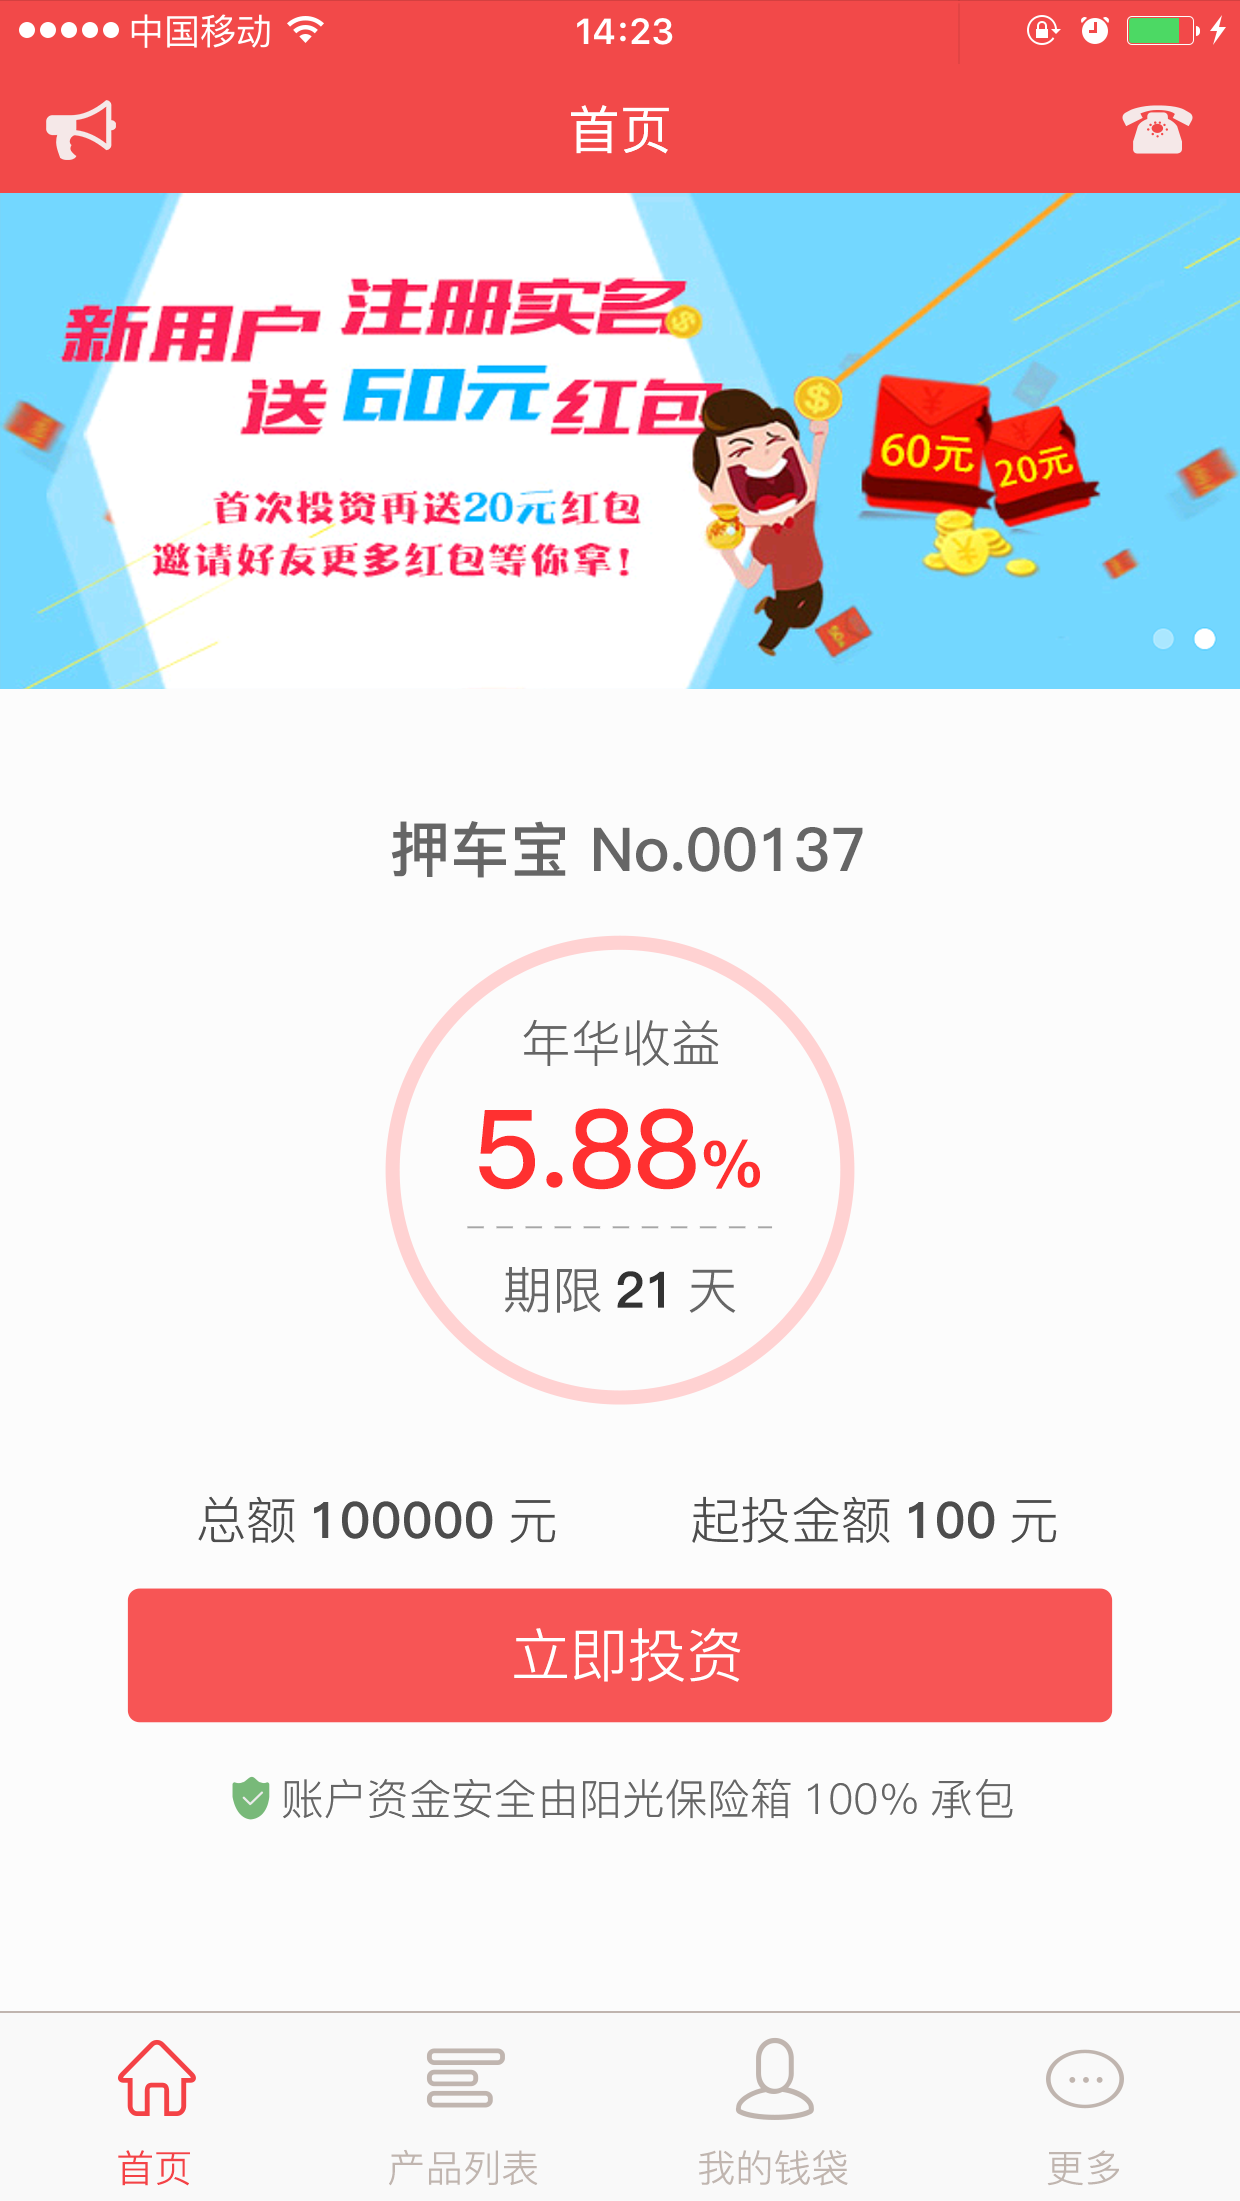 中国移动 14:23
首页
新用户 注册实名
送60元红包
首次投资再送20元红包
邀请好友更多红包等你拿!
60元
20元
押车宝 No.00137
年华收益
5.88%
期限 21 天
总额 100000 元 起投金额 100 元
立即投资
账户资金安全由阳光保险箱 100% 承包
首页 产品列表 我的钱袋 更多